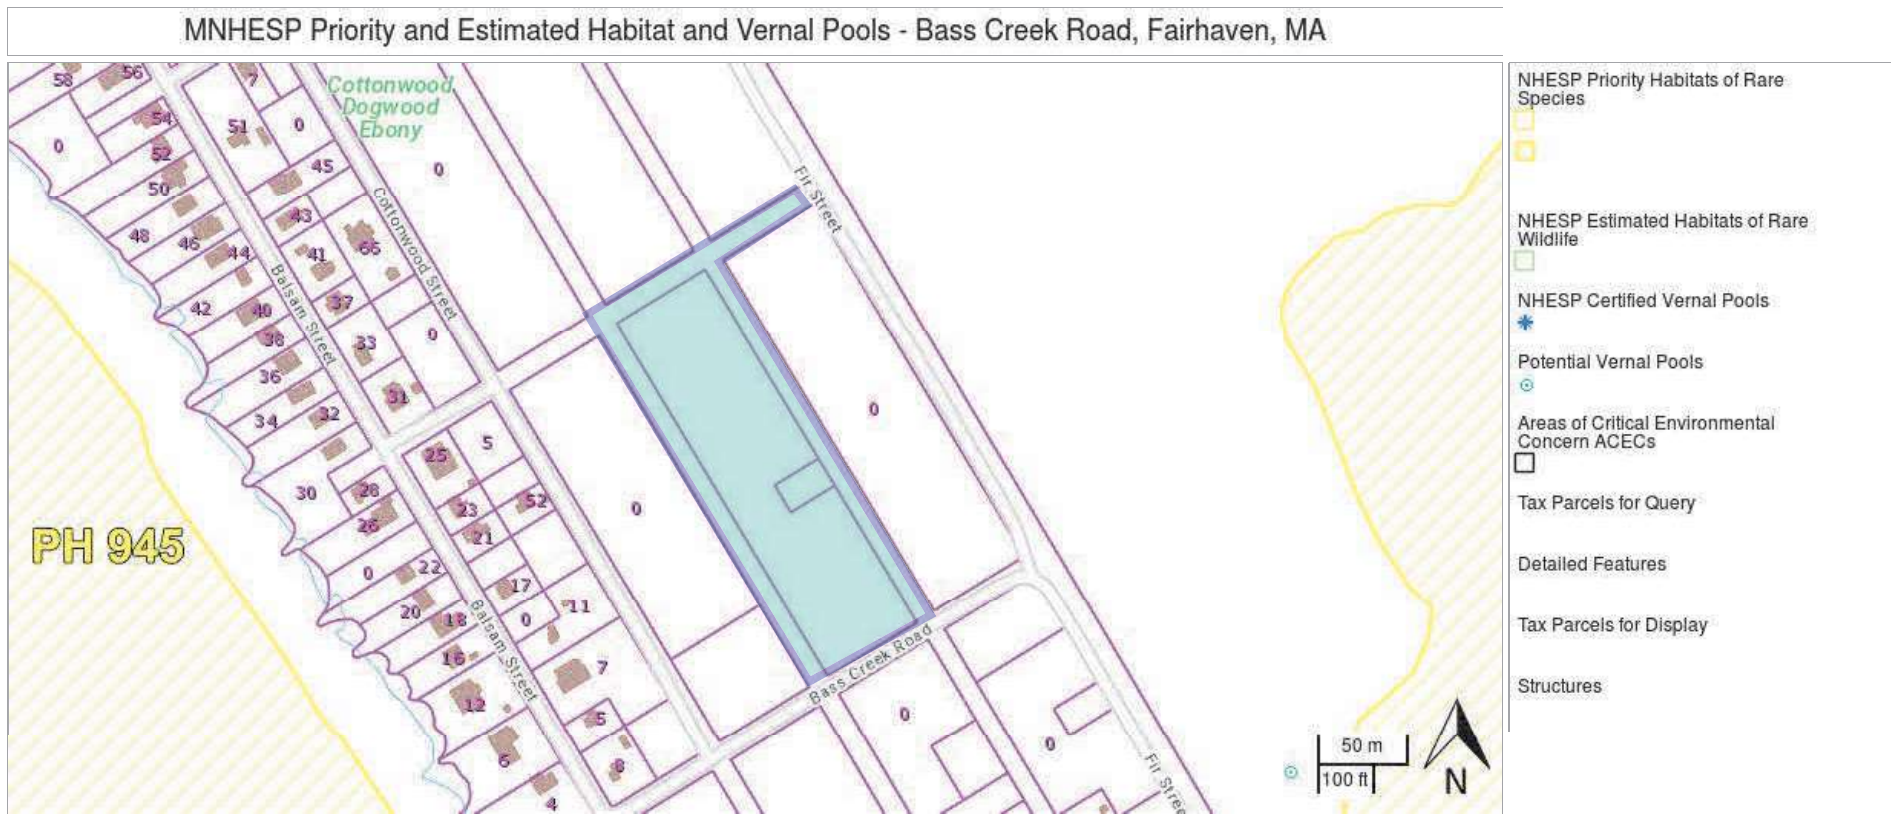 MNHESP Priority and Estimated Habitat and Vernal Pools - Bass Creek Road, Fairhaven, MA
58
56
7
Cottonwood
Dogwood
Ebony
54
51
0
0
52
45
0
50
43
48
46
44
41
66
Fir Street
Cottonwood Street
Balsam Street
42
40
37
38
33
0
36
31
34
32
0
25
5
30
28
23
52
0
26
21
PH 945
0
22
17
20
18
0
11
Balsam Street
16
7
Bass Creek Road
12
5
0
6
8
0
4
Fir Stree
50 m
100 ft
N
NHESP Priority Habitats of Rare
Species
NHESP Estimated Habitats of Rare
Wildlife
NHESP Certified Vernal Pools
Potential Vernal Pools
Areas of Critical Environmental
Concern ACECs
Tax Parcels for Query
Detailed Features
Tax Parcels for Display
Structures